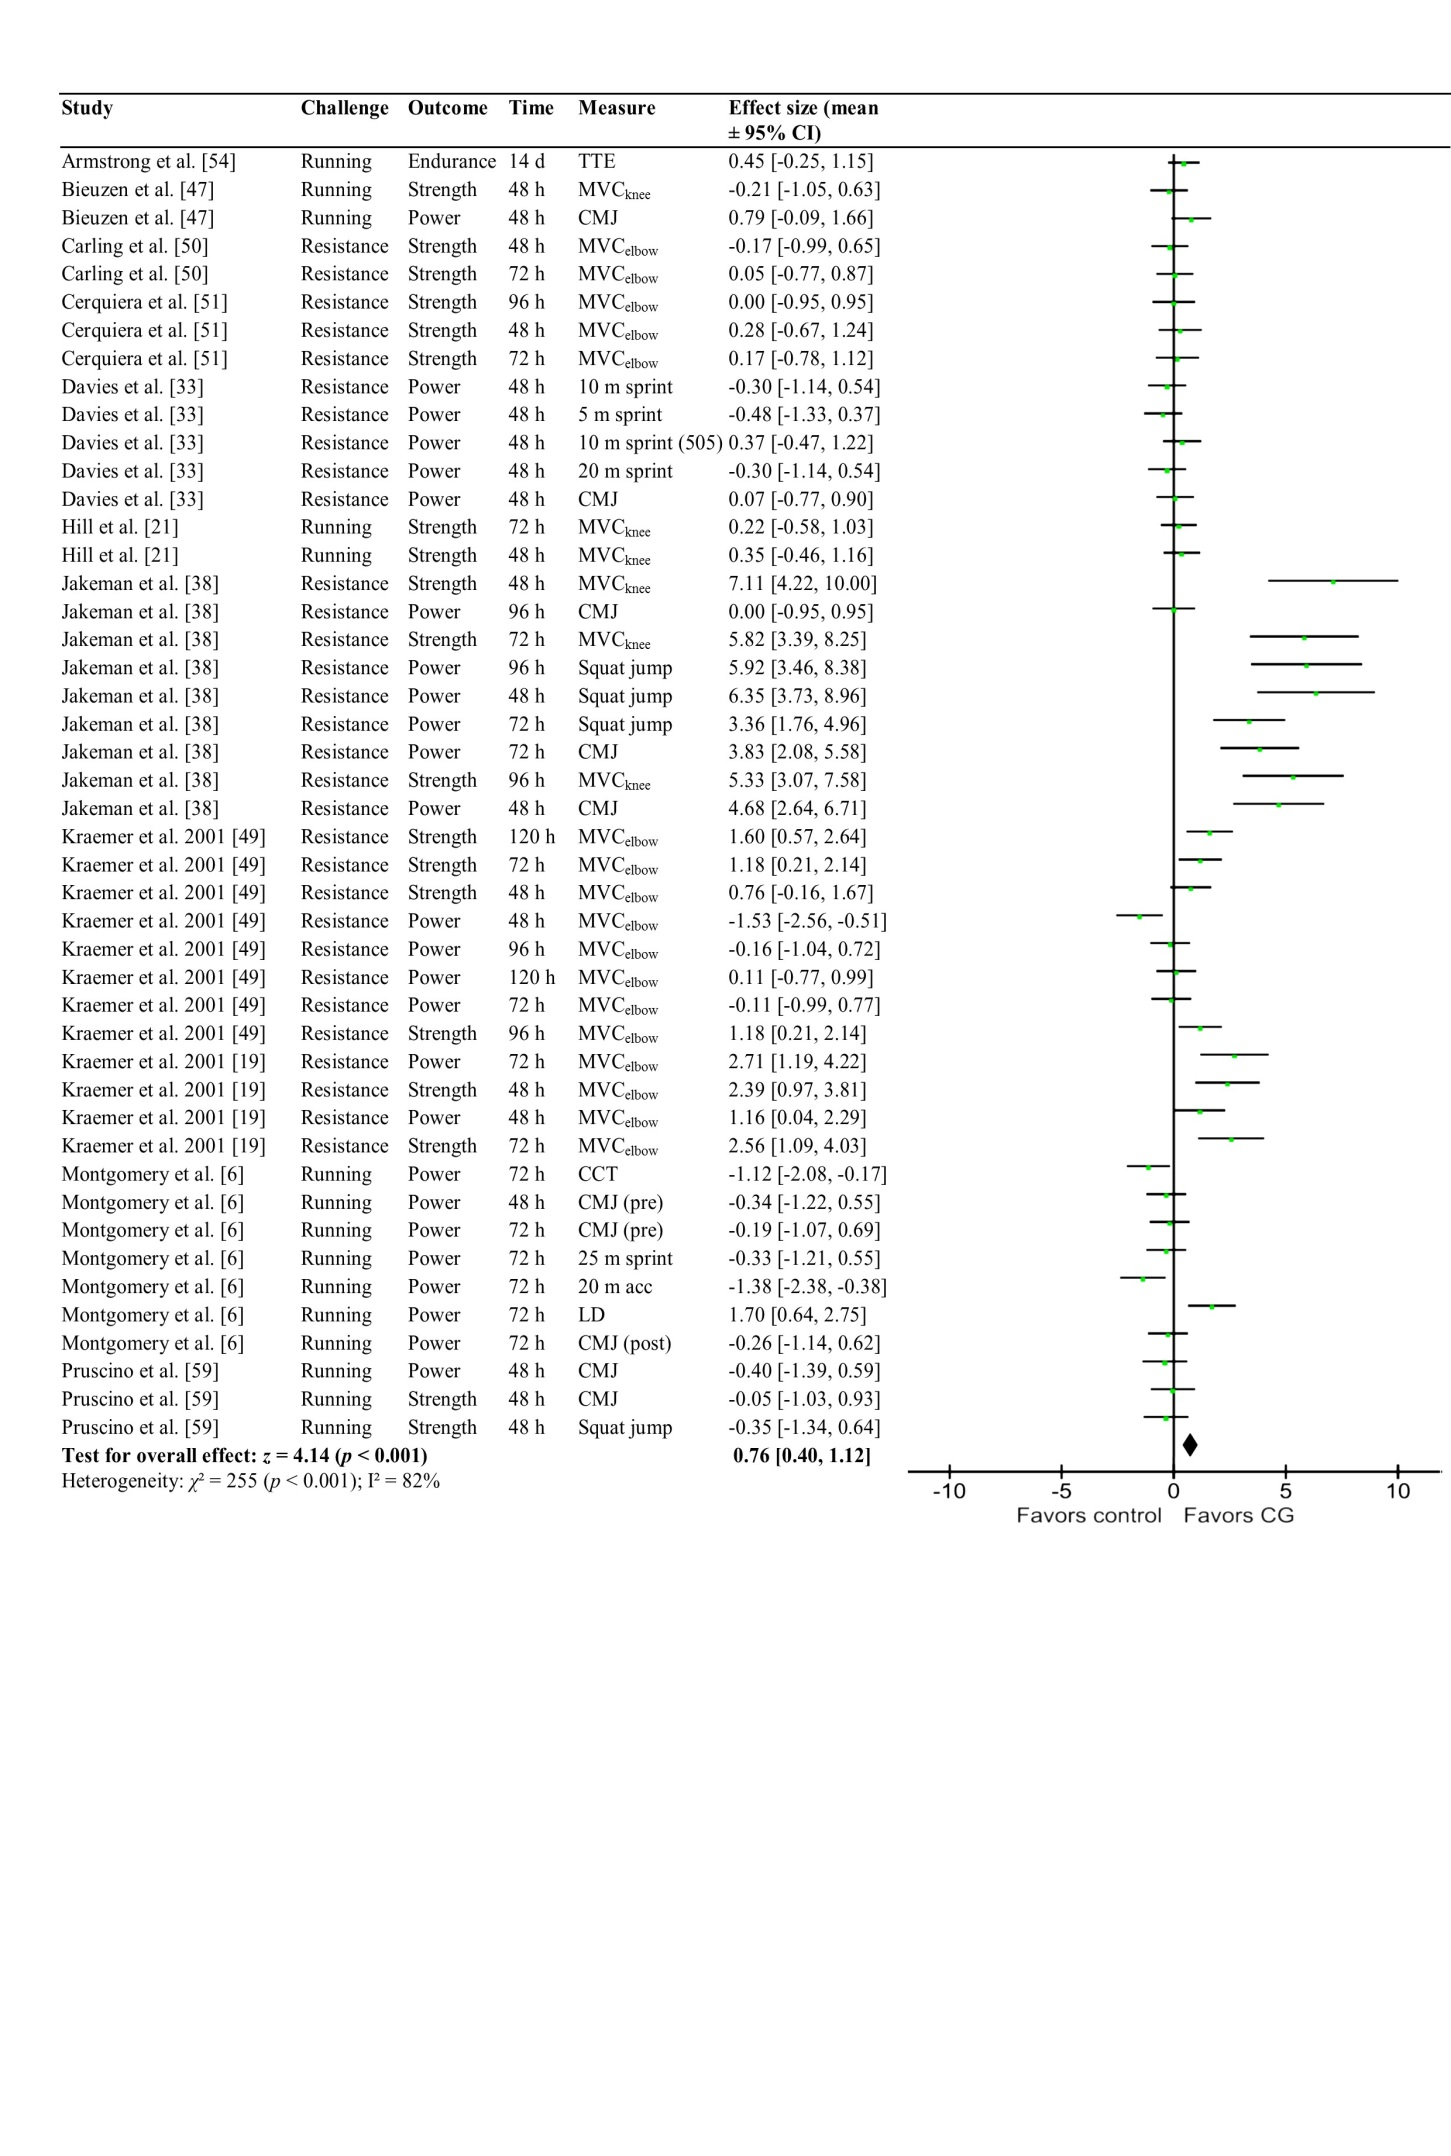 Study Challenge Outcome Time Measure Effect size (mean
± 95% CI)
Armstrong et al. [54] Running Endurance 14 d TTE 0.45 [-0.25, 1.15]
Bieuzen et al. [47] Running Strength 48 h MVCknee -0.21 [-1.05, 0.63]
Bieuzen et al. [47] Running Power 48 h CMJ 0.79 [-0.09, 1.66]
Carling et al. [50] Resistance Strength 48 h MVCelbow -0.17 [-0.99, 0.65]
Carling et al. [50] Resistance Strength 72 h MVCelbow 0.05 [-0.77, 0.87]
Cerquiera et al. [51] Resistance Strength 96 h MVCelbow 0.00 [-0.95, 0.95]
Cerquiera et al. [51] Resistance Strength 48 h MVCelbow 0.28 [-0.67, 1.24]
Cerquiera et al. [51] Resistance Strength 72 h MVCelbow 0.17 [-0.78, 1.12]
Davies et al. [33] Resistance Power 48 h 10 m sprint -0.30 [-1.14, 0.54]
Davies et al. [33] Resistance Power 48 h 5 m sprint -0.48 [-1.33, 0.37]
Davies et al. [33] Resistance Power 48 h 10 m sprint (505) 0.37 [-0.47, 1.22]
Davies et al. [33] Resistance Power 48 h 20 m sprint -0.30 [-1.14, 0.54]
Davies et al. [33] Resistance Power 48 h CMJ 0.07 [-0.77, 0.90]
Hill et al. [21] Running Strength 72 h MVCknee 0.22 [-0.58, 1.03]
Hill et al. [21] Running Strength 48 h MVCknee 0.35 [-0.46, 1.16]
Jakeman et al. [38] Resistance Strength 48 h MVCknee 7.11 [4.22, 10.00]
Jakeman et al. [38] Resistance Power 96 h CMJ 0.00 [-0.95, 0.95]
Jakeman et al. [38] Resistance Strength 72 h MVCknee 5.82 [3.39, 8.25]
Jakeman et al. [38] Resistance Power 96 h Squat jump 5.92 [3.46, 8.38]
Jakeman et al. [38] Resistance Power 48 h Squat jump 6.35 [3.73, 8.96]
Jakeman et al. [38] Resistance Power 72 h Squat jump 3.36 [1.76, 4.96]
Jakeman et al. [38] Resistance Power 72 h CMJ 3.83 [2.08, 5.58]
Jakeman et al. [38] Resistance Strength 96 h MVCknee 5.33 [3.07, 7.58]
Jakeman et al. [38] Resistance Power 48 h CMJ 4.68 [2.64, 6.71]
Kraemer et al. 2001 [49] Resistance Strength 120 h MVCelbow 1.60 [0.57, 2.64]
Kraemer et al. 2001 [49] Resistance Strength 72 h MVCelbow 1.18 [0.21, 2.14]
Kraemer et al. 2001 [49] Resistance Strength 48 h MVCelbow 0.76 [-0.16, 1.67]
Kraemer et al. 2001 [49] Resistance Power 48 h MVCelbow -1.53 [-2.56, -0.51]
Kraemer et al. 2001 [49] Resistance Power 96 h MVCelbow -0.16 [-1.04, 0.72]
Kraemer et al. 2001 [49] Resistance Power 120 h MVCelbow 0.11 [-0.77, 0.99]
Kraemer et al. 2001 [49] Resistance Power 72 h MVCelbow -0.11 [-0.99, 0.77]
Kraemer et al. 2001 [49] Resistance Strength 96 h MVCelbow 1.18 [0.21, 2.14]
Kraemer et al. 2001 [19] Resistance Power 72 h MVCelbow 2.71 [1.19, 4.22]
Kraemer et al. 2001 [19] Resistance Strength 48 h MVCelbow 2.39 [0.97, 3.81]
Kraemer et al. 2001 [19] Resistance Power 48 h MVCelbow 1.16 [0.04, 2.29]
Kraemer et al. 2001 [19] Resistance Strength 72 h MVCelbow 2.56 [1.09, 4.03]
Montgomery et al. [6] Running Power 72 h CCT -1.12 [-2.08, -0.17]
Montgomery et al. [6] Running Power 48 h CMJ (pre) -0.34 [-1.22, 0.55]
Montgomery et al. [6] Running Power 72 h CMJ (pre) -0.19 [-1.07, 0.69]
Montgomery et al. [6] Running Power 72 h 25 m sprint -0.33 [-1.21, 0.55]
Montgomery et al. [6] Running Power 72 h 20 m acc -1.38 [-2.38, -0.38]
Montgomery et al. [6] Running Power 72 h LD 1.70 [0.64, 2.75]
Montgomery et al. [6] Running Power 72 h CMJ (post) -0.26 [-1.14, 0.62]
Pruscino et al. [59] Running Power 48 h CMJ -0.40 [-1.39, 0.59]
Pruscino et al. [59] Running Strength 48 h CMJ -0.05 [-1.03, 0.93]
Pruscino et al. [59] Running Strength 48 h Squat jump -0.35 [-1.34, 0.64]
Test for overall effect: z = 4.14 (p < 0.001) 0.76 [0.40, 1.12]
Heterogeneity: χ² = 255 (p < 0.001); I² = 82%
-10 -5 0 5 10
Favors control Favors CG